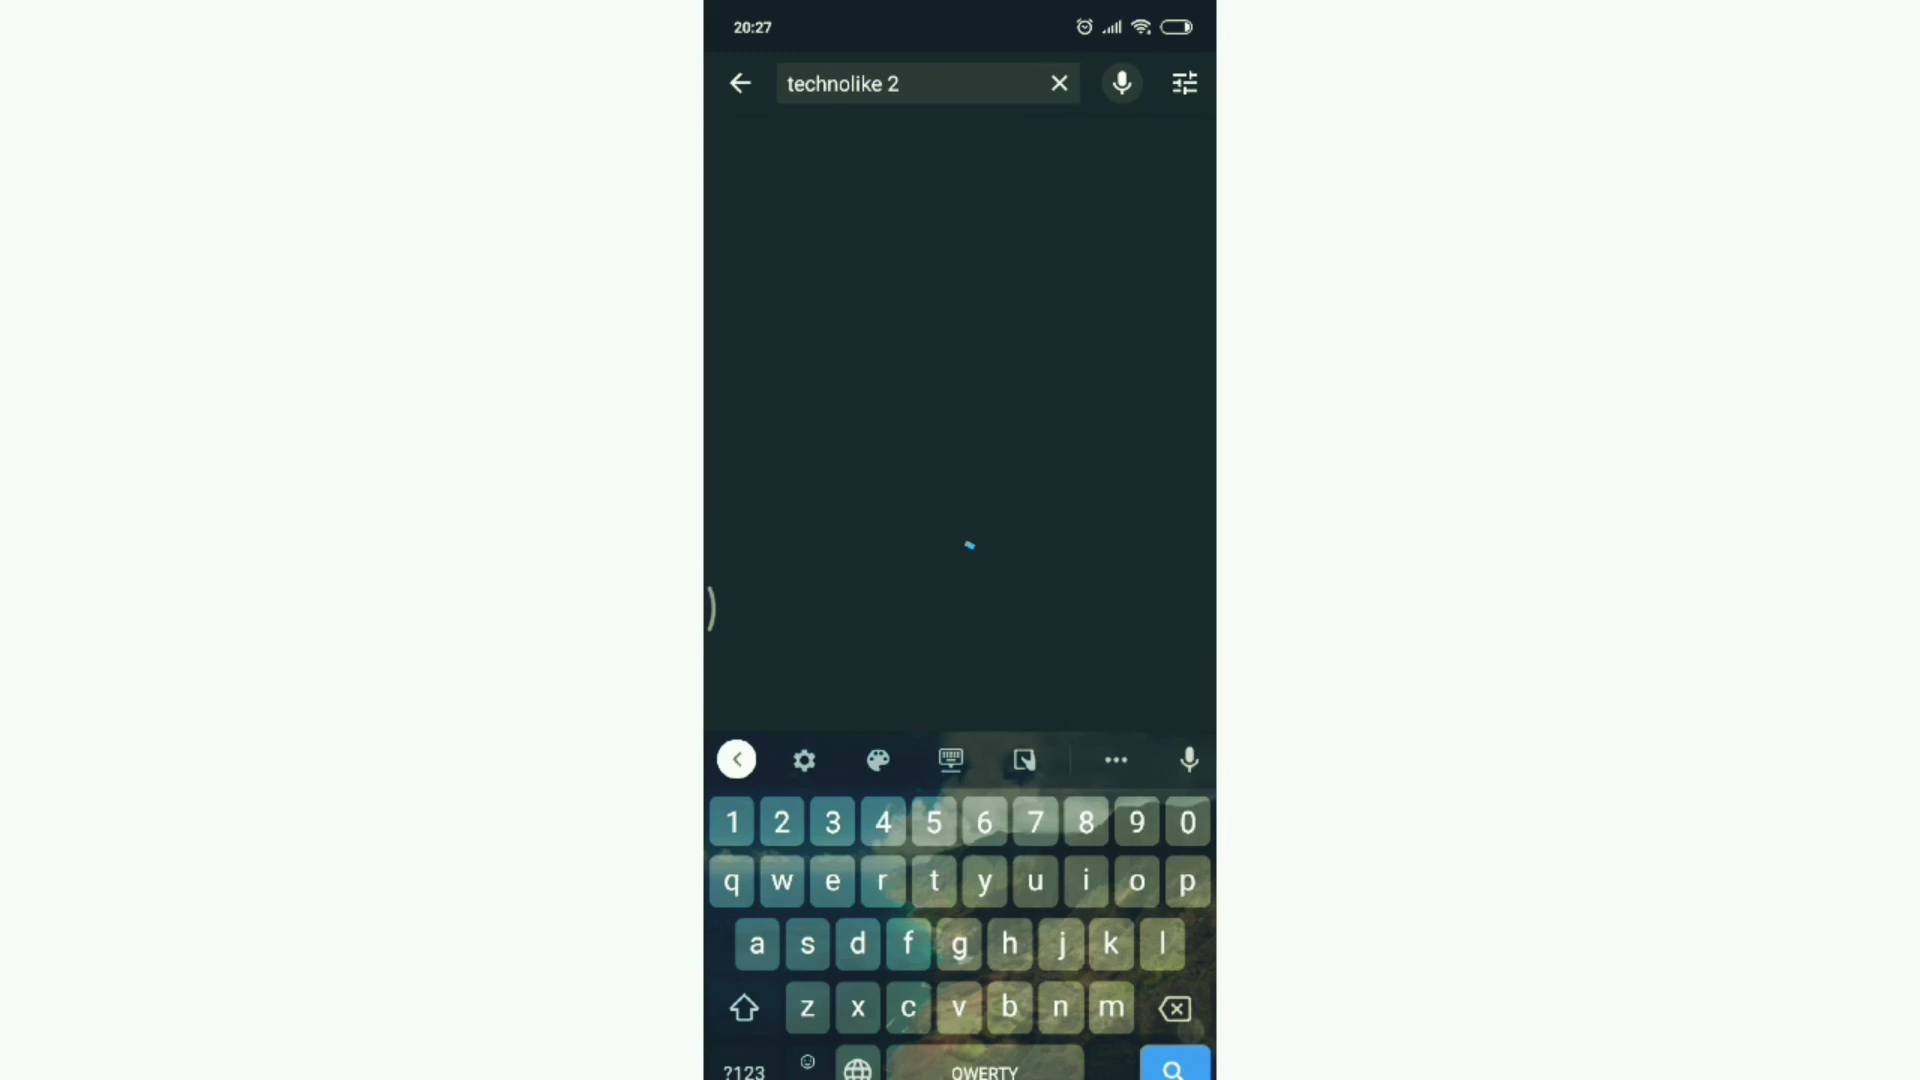 20:27
technolike 2
1 2 3 4 5 6 7 8 9 0
q w e r t y u i o p
a s d f g h j k l
z x c v b n m
?123 QWERTY